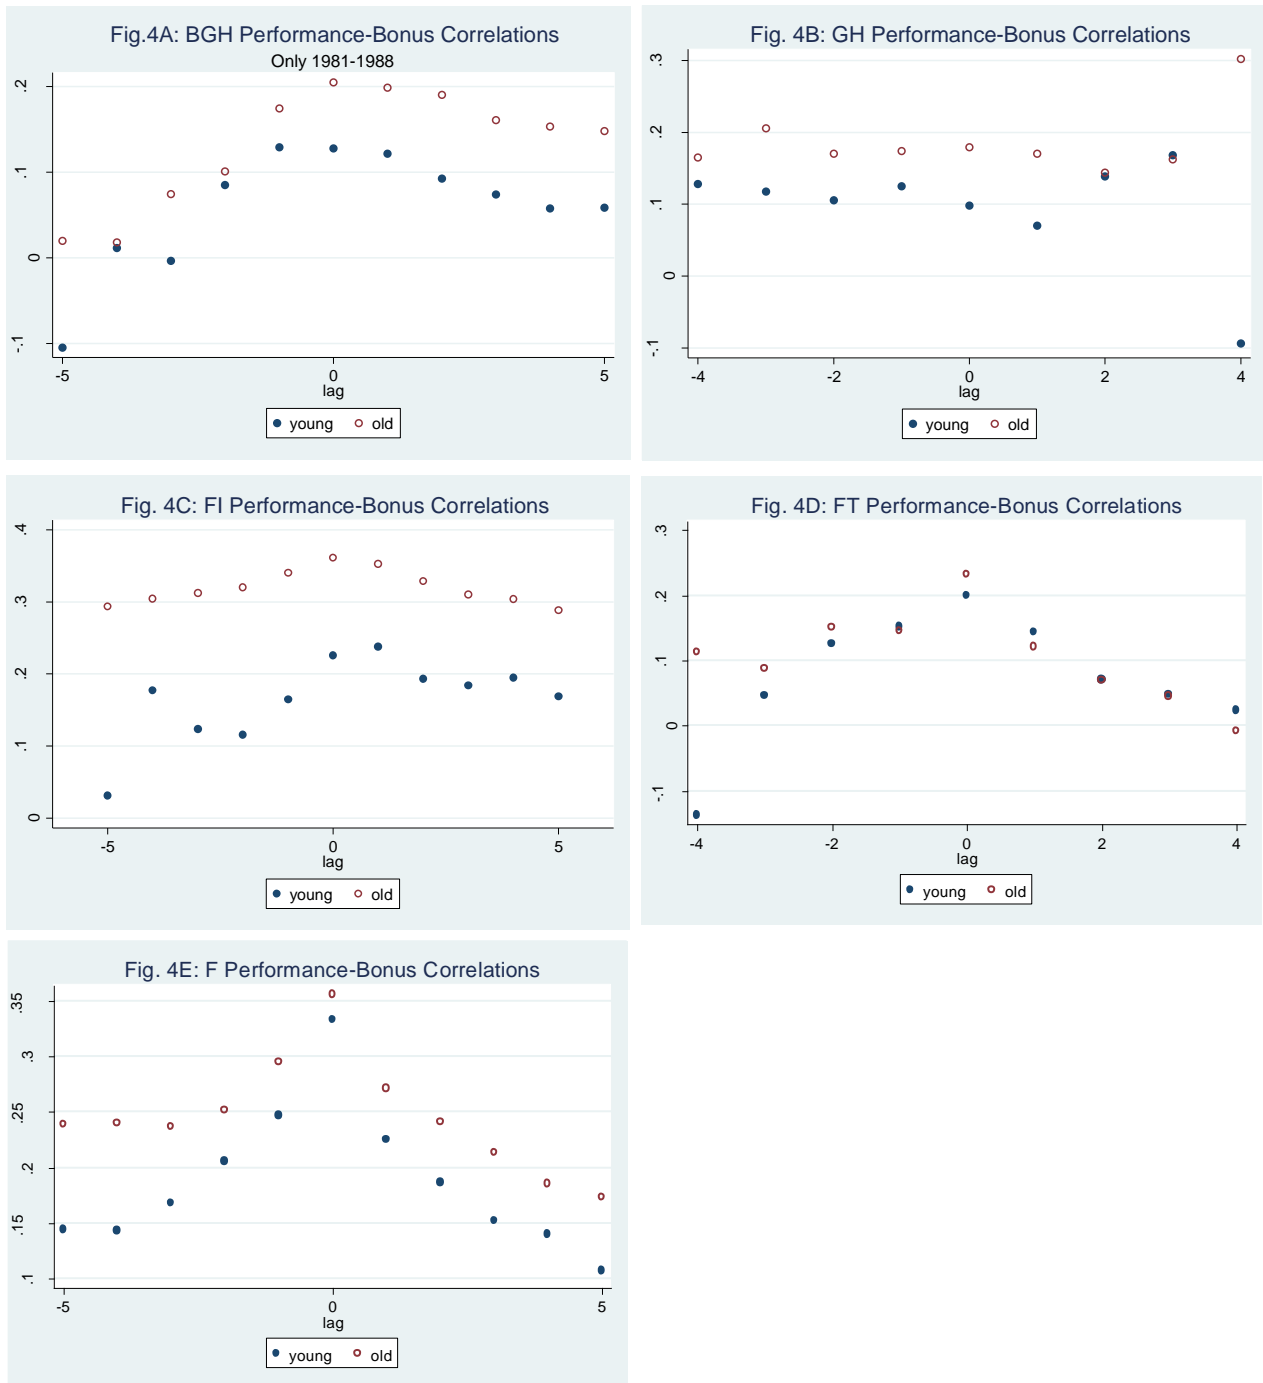 Fig.4A: BGH Performance-Bonus Correlations
Only 1981-1988
.2
.1
0
-.1
-5 0 5
lag
young old
Fig. 4B: GH Performance-Bonus Correlations
.3
.2
.1
0
-.1
-4 -2 0 2 4
lag
young old
Fig. 4C: FI Performance-Bonus Correlations
.4
.3
.2
.1
0
-5 0 5
lag
young old
Fig. 4D: FT Performance-Bonus Correlations
.3
.2
.1
0
-.1
-4 -2 0 2 4
lag
young old
Fig. 4E: F Performance-Bonus Correlations
.35
.3
.25
.2
.15
.1
-5 0 5
lag
young old